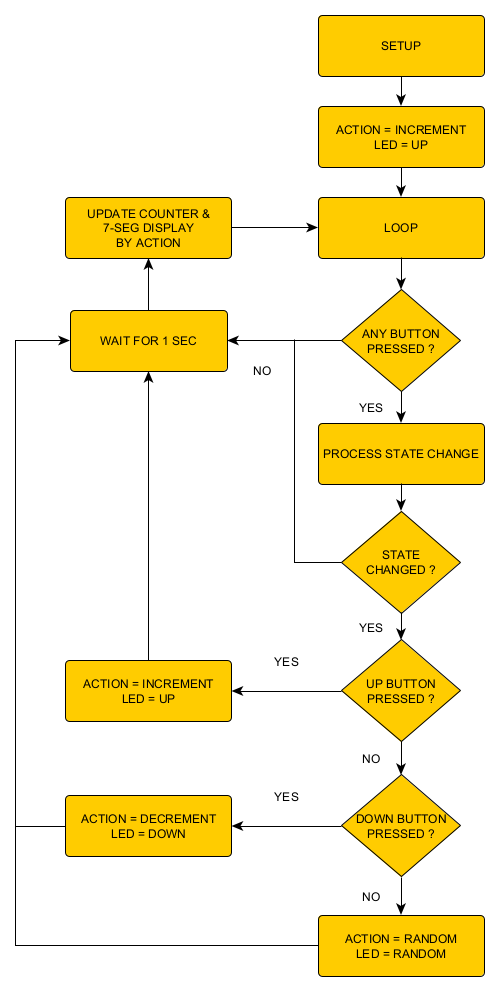 SETUP
ACTION = INCREMENT
LED = UP
UPDATE COUNTER &
7-SEG DISPLAY
BY ACTION
LOOP
WAIT FOR 1 SEC
ANY BUTTON
PRESSED ?
NO
YES
PROCESS STATE CHANGE
STATE
CHANGED ?
YES
YES
ACTION = INCREMENT
LED = UP
UP BUTTON
PRESSED ?
NO
YES
ACTION = DECREMENT
LED = DOWN
DOWN BUTTON
PRESSED ?
NO
ACTION = RANDOM
LED = RANDOM